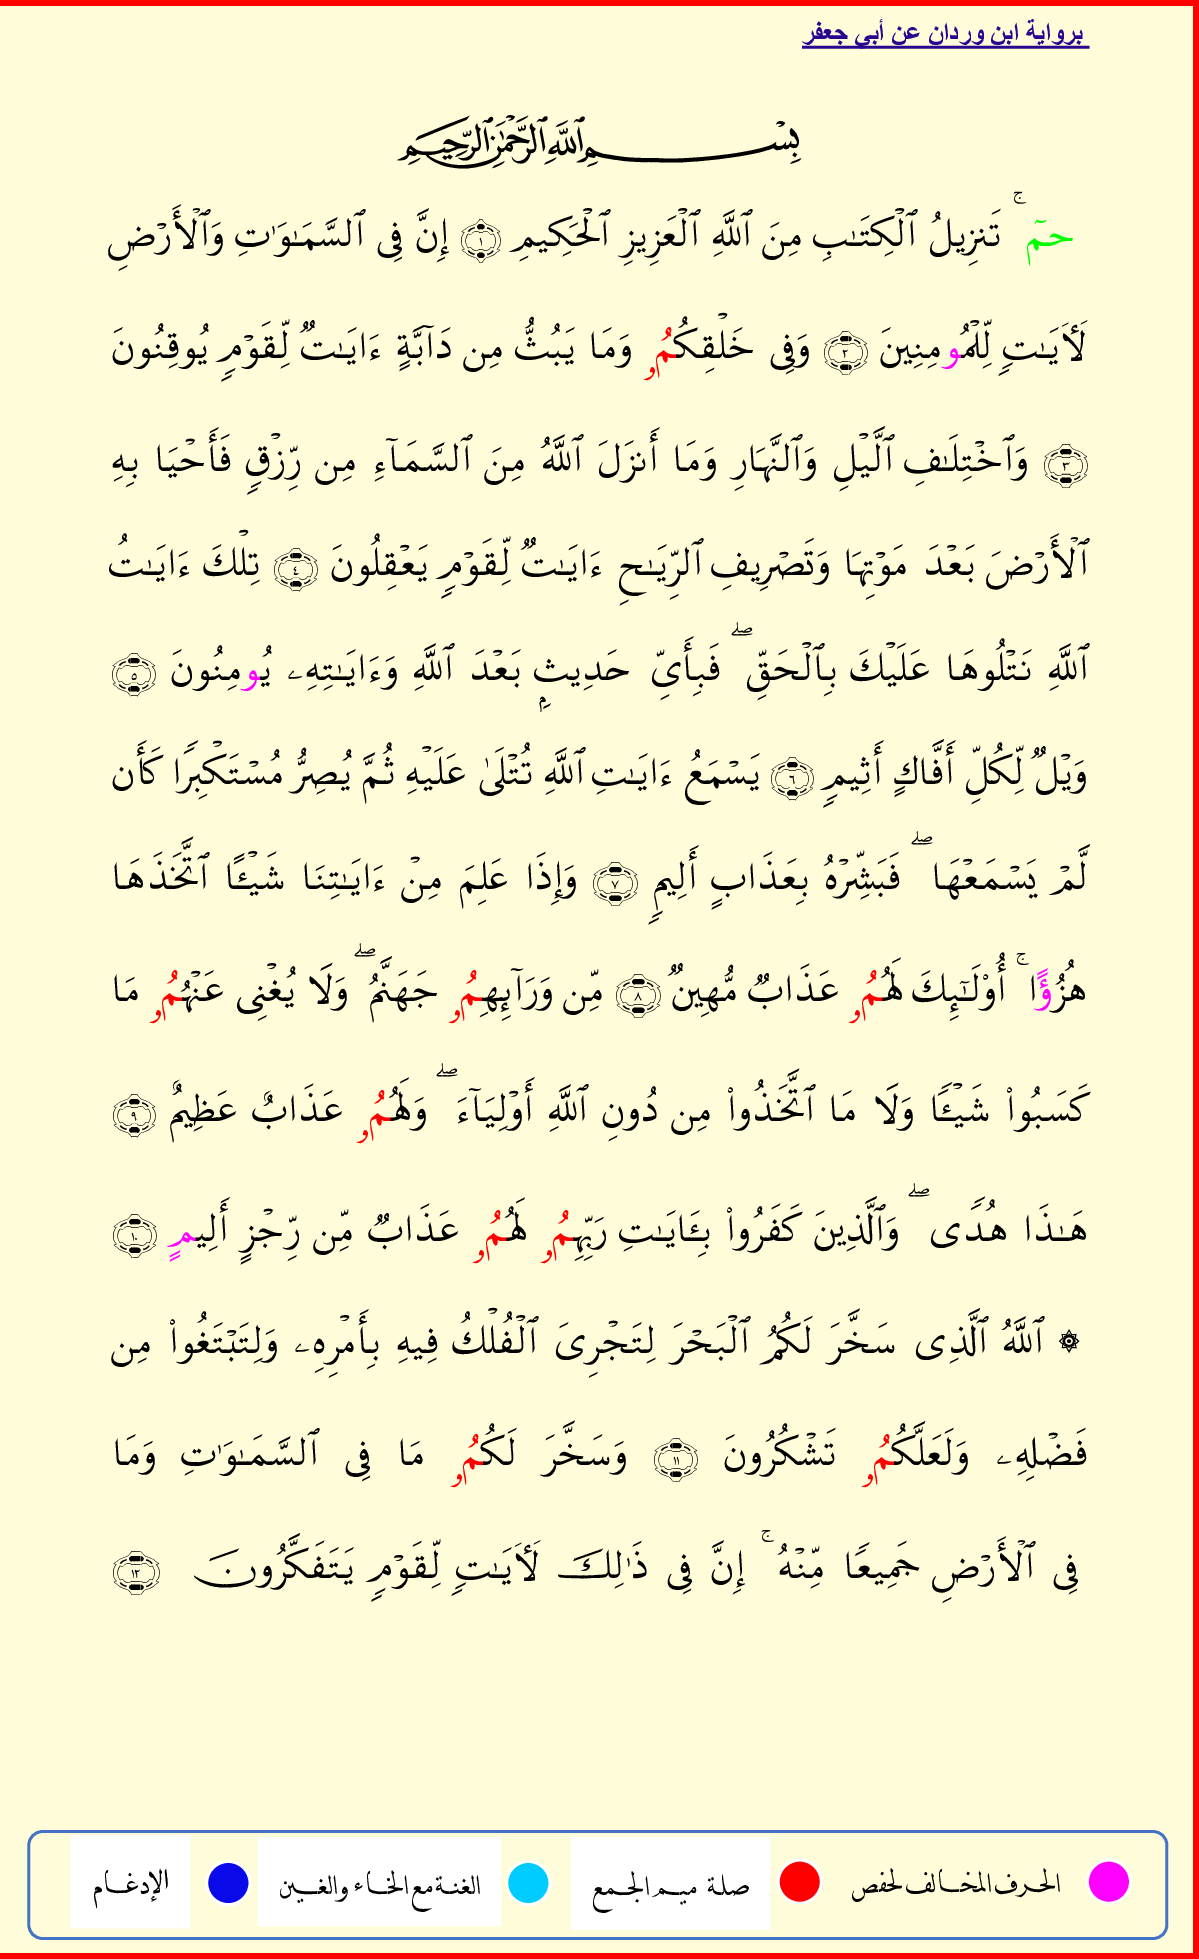 برواية ابن وردان عن أبي جعفر
بِسْمِ ٱللَّهِ ٱلرَّحْمَٰنِ ٱلرَّحِيمِ
حمٓ ۚ تَنزِيلُ ٱلْكِتَـٰبِ مِنَ ٱللَّهِ ٱلْعَزِيزِ ٱلْحَكِيمِ ١ إِنَّ فِى ٱلسَّمَـٰوَٰتِ وَٱلْأَرْضِ
لَأَيَـٰتٍ لِّلْمُومِنِينَ ٢ وَفِى خَلْقِكُمُۥ وَمَا يَبُثُّ مِن دَآبَّةٍ ءَايَـٰتٌ لِّقَوْمٍ يُوقِنُونَ
٣ وَٱخْتِلَـٰفِ ٱلَّيْلِ وَٱلنَّهَارِ وَمَا أَنزَلَ ٱللَّهُ مِنَ ٱلسَّمَآءِ مِن رِّزْقٍ فَأَحْيَا بِهِ
ٱلْأَرْضَ بَعْدَ مَوْتِهَا وَتَصْرِيفِ ٱلرِّيَـٰحِ ءَايَـٰتٌ لِّقَوْمٍ يَعْقِلُونَ ٤ تِلْكَ ءَايَـٰتُ
ٱللَّهِ نَتْلُوهَا عَلَيْكَ بِٱلْحَقِّ ۖ فَبِأَىِّ حَدِيثٍۭ بَعْدَ ٱللَّهِ وَءَايَـٰتِهِۦ يُومِنُونَ ٥
وَيْلٌ لِّكُلِّ أَفَّاكٍ أَثِيمٍ ٦ يَسْمَعُ ءَايَـٰتِ ٱللَّهِ تُتْلَىٰ عَلَيْهِ ثُمَّ يُصِرُّ مُسْتَكْبِرًا كَأَن
لَّمْ يَسْمَعْهَا ۖ فَبَشِّرْهُ بِعَذَابٍ أَلِيمٍ ٧ وَإِذَا عَلِمَ مِنْ ءَايَـٰتِنَا شَيْـًٔا ٱتَّخَذَهَا
هُزُؤًا ۚ أُوْلَـٰٓئِكَ لَهُمُۥ عَذَابٌ مُّهِينٌ ٨ مِّن وَرَآئِهِمُۥ جَهَنَّمُ ۖ وَلَا يُغْنِى عَنْهُمُۥ مَا
كَسَبُوا۟ شَيْـًٔا وَلَا مَا ٱتَّخَذُوا۟ مِن دُونِ ٱللَّهِ أَوْلِيَآءَ ۖ وَلَهُمُۥ عَذَابٌ عَظِيمٌ ٩
هَـٰذَا هُدًى ۖ وَٱلَّذِينَ كَفَرُوا۟ بِـَٔايَـٰتِ رَبِّهِمُۥ لَهُمُۥ عَذَابٌ مِّن رِّجْزٍ أَلِيمٍ ١٠
۞ ٱللَّهُ ٱلَّذِى سَخَّرَ لَكُمُ ٱلْبَحْرَ لِتَجْرِىَ ٱلْفُلْكُ فِيهِ بِأَمْرِهِۦ وَلِتَبْتَغُوا۟ مِن
فَضْلِهِۦ وَلَعَلَّكُمُۥ تَشْكُرُونَ ١١ وَسَخَّرَ لَكُمُۥ مَا فِى ٱلسَّمَـٰوَٰتِ وَمَا
فِى ٱلْأَرْضِ جَمِيعًا مِّنْهُ ۚ إِنَّ فِى ذَٰلِكَ لَأَيَـٰتٍ لِّقَوْمٍ يَتَفَكَّرُونَ ١٢
الحرف المخالف لحفص صلة ميم الجمع الغنة مع الخاء والغين الإدغام